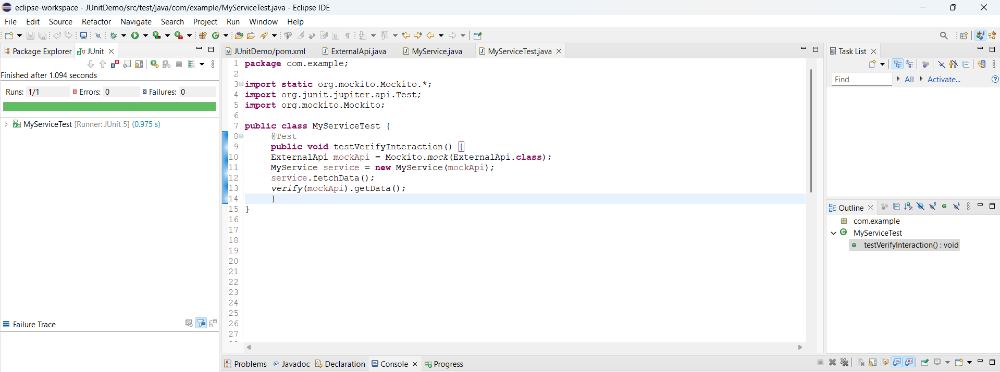 eclipse-workspace - JUnitDemo/src/test/java/com/example/MyServiceTest.java - Eclipse IDE
File Edit Source Refactor Navigate Search Project Run Window Help
Package Explorer JUnit
Finished after 1.094 seconds
Runs: 1/1 Errors: 0 Failures: 0
MyServiceTest [Runner: JUnit 5] (0.975 s)
Failure Trace
JUnitDemo/pom.xml ExternalApi.java MyService.java MyServiceTest.java
1 package com.example;
2
3 import static org.mockito.Mockito.*;
4 import org.junit.jupiter.api.Test;
5 import org.mockito.Mockito;
6
7 public class MyServiceTest {
8 @Test
9 public void testVerifyInteraction() {
10 ExternalApi mockApi = Mockito.mock(ExternalApi.class);
11 MyService service = new MyService(mockApi);
12 service.fetchData();
13 verify(mockApi).getData();
14 }
15 }
16
17
18
19
20
21
22
23
24
25
26
27
Task List
Find All Activate...
Outline
com.example
MyServiceTest
testVerifyInteraction() : void
Problems Javadoc Declaration Console Progress